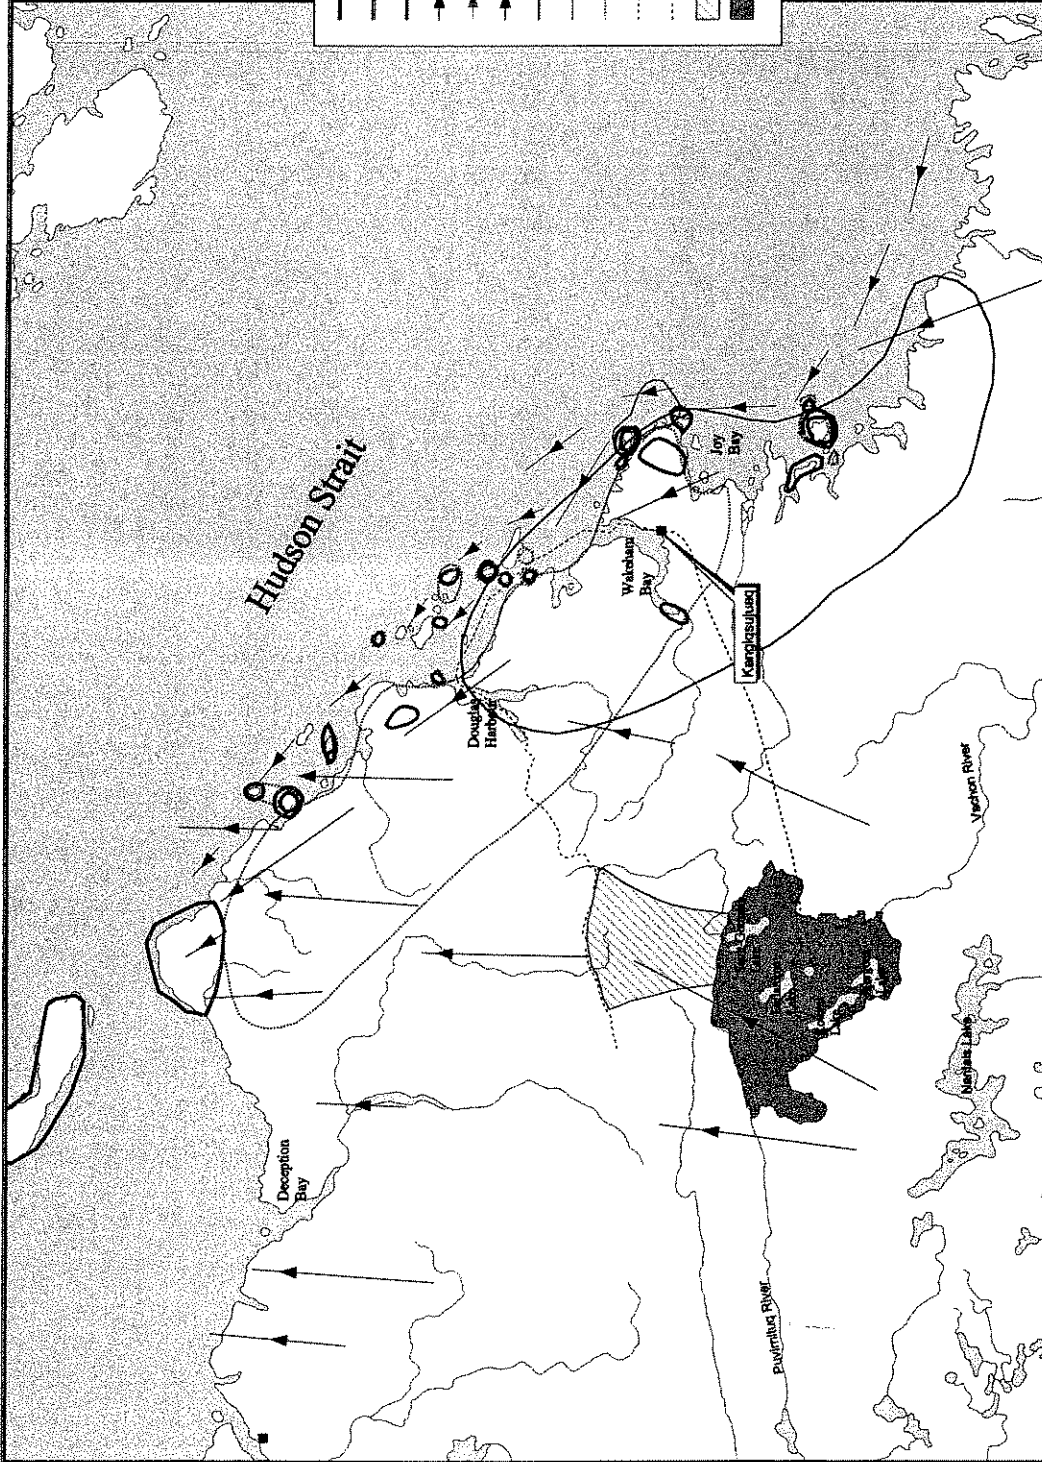 Hudson Strait
Joy
Bay
Wakeham
Bay
Kangiqsujuaq
Douglas
Harbour
Vachon River
Nantais Lake
Deception
Bay
Puvirnituq River